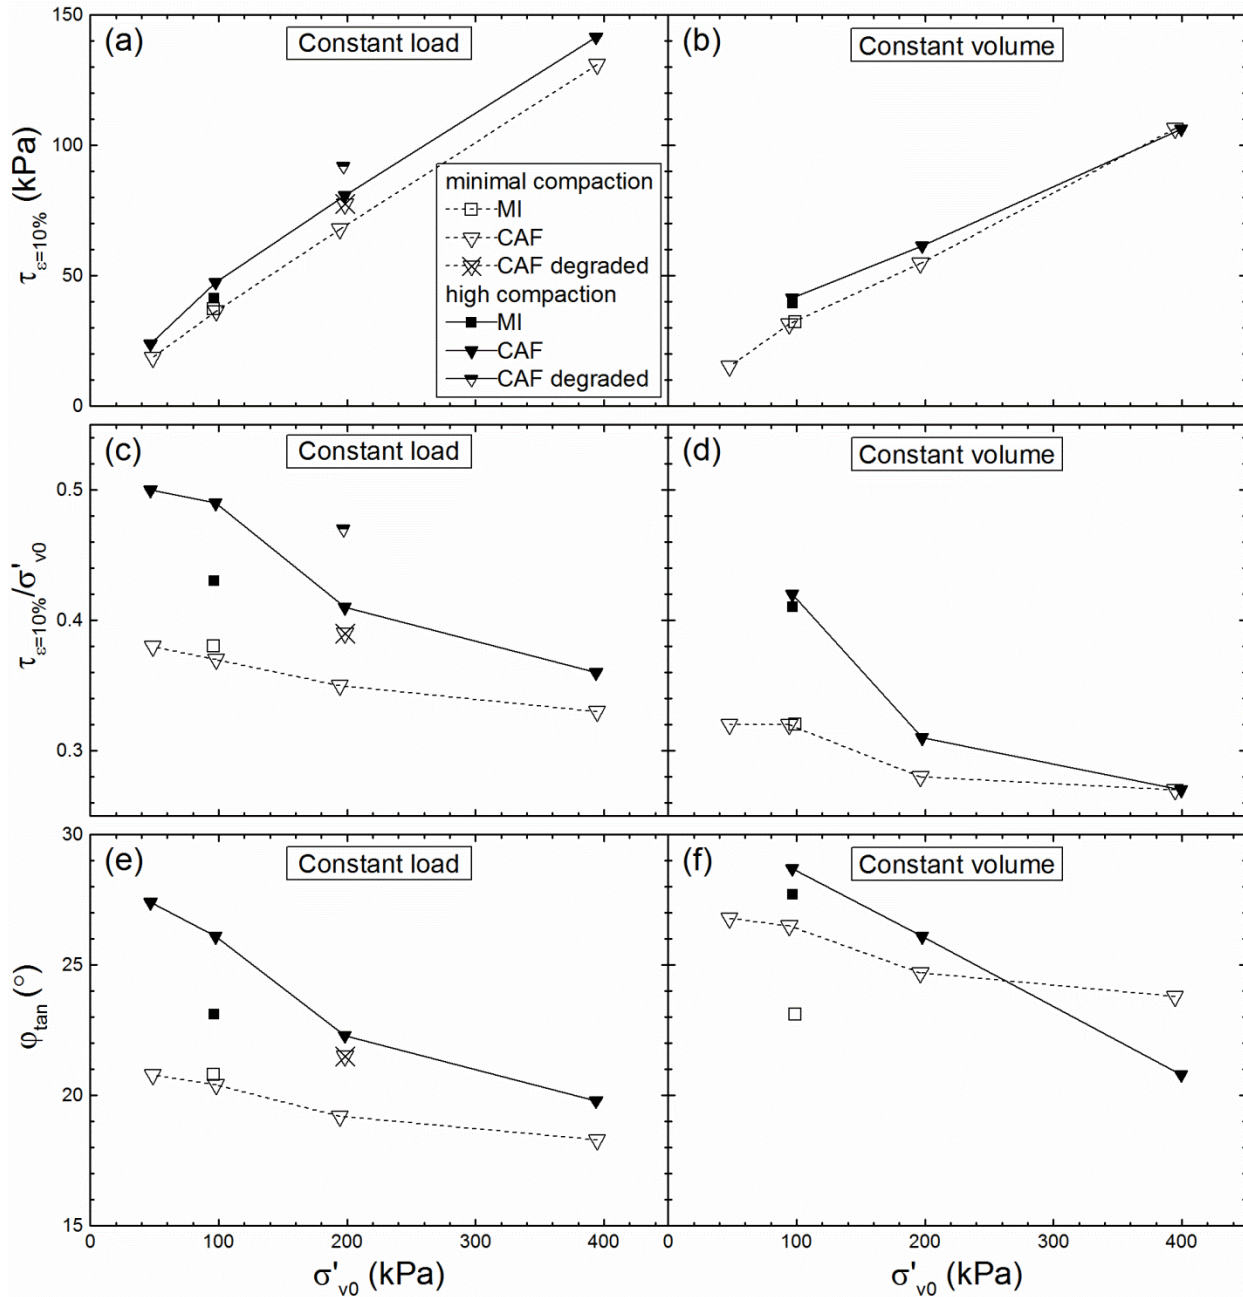 (a)
Constant load
(b)
Constant volume
150
100
50
0
τε=10% (kPa)
minimal compaction
MI
CAF
CAF degraded
high compaction
MI
CAF
CAF degraded
(c)
Constant load
(d)
Constant volume
0.5
0.4
0.3
τε=10%/σ'v0
(e)
Constant load
(f)
Constant volume
30
25
20
15
φtan (°)
0
100
200
300
400
0
100
200
300
400
σ'v0 (kPa)
σ'v0 (kPa)